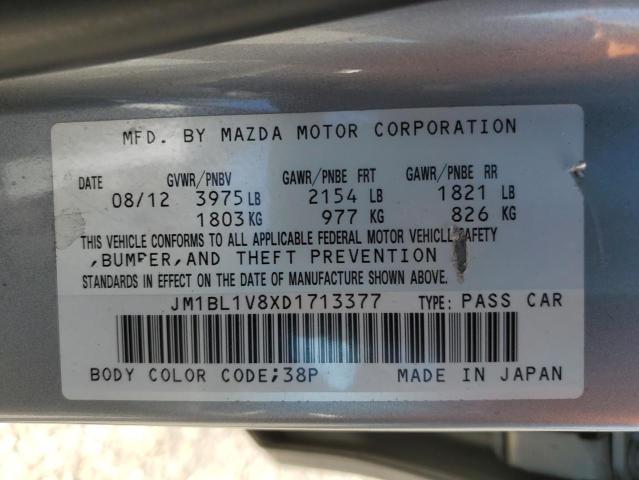 MFD. BY MAZDA MOTOR CORPORATION
DATE GVWR/PNBV GAWR/PNBE FRT GAWR/PNBE RR
08/12 3975 LB 2154 LB 1821 LB
1803 KG 977 KG 826 KG
THIS VEHICLE CONFORMS TO ALL APPLICABLE FEDERAL MOTOR VEHICLE SAFETY
,BUMPER,AND THEFT PREVENTION
STANDARDS IN EFFECT ON THE DATE OF MANUFACTURE SHOWN ABOVE.
JM1BL1V8XD1713377 TYPE: PASS CAR
BODY COLOR CODE;38P MADE IN JAPAN